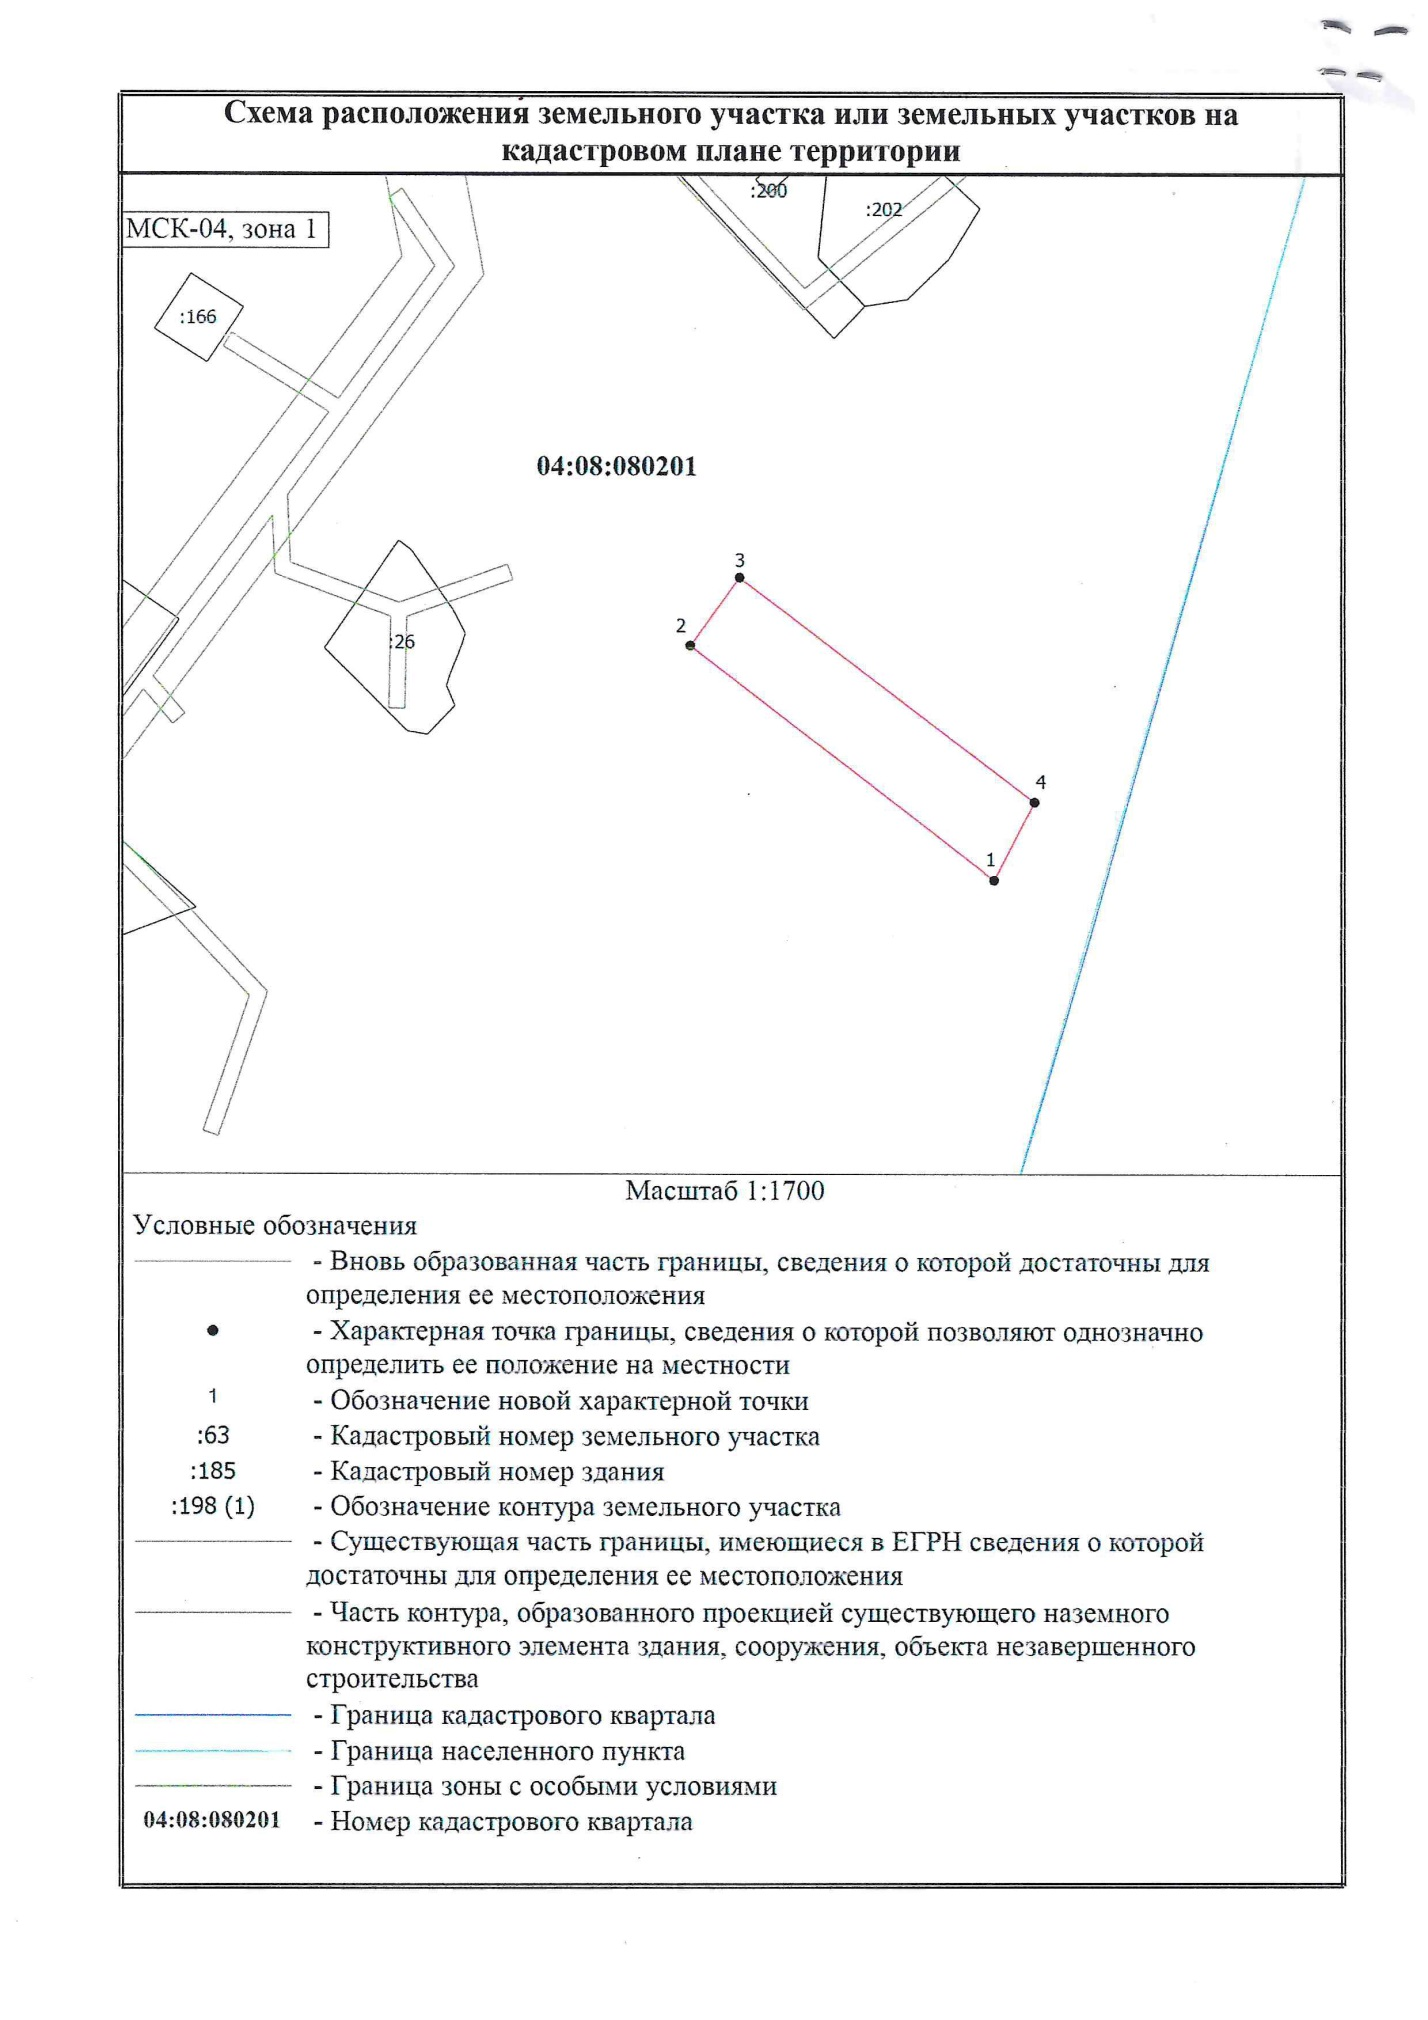 Схема расположения земельного участка или земельных участков на
кадастровом плане территории
:200
:202
МСК-04, зона 1
:166
04:08:080201
3
2
:26
4
1
Масштаб 1:1700
Условные обозначения
- Вновь образованная часть границы, сведения о которой достаточны для
определения ее местоположения
- Характерная точка границы, сведения о которой позволяют однозначно
определить ее положение на местности
1 - Обозначение новой характерной точки
:63 - Кадастровый номер земельного участка
:185 - Кадастровый номер здания
:198 (1) - Обозначение контура земельного участка
- Существующая часть границы, имеющиеся в ЕГРН сведения о которой
достаточны для определения ее местоположения
- Часть контура, образованного проекцией существующего наземного
конструктивного элемента здания, сооружения, объекта незавершенного
строительства
- Граница кадастрового квартала
- Граница населенного пункта
- Граница зоны с особыми условиями
04:08:080201 - Номер кадастрового квартала